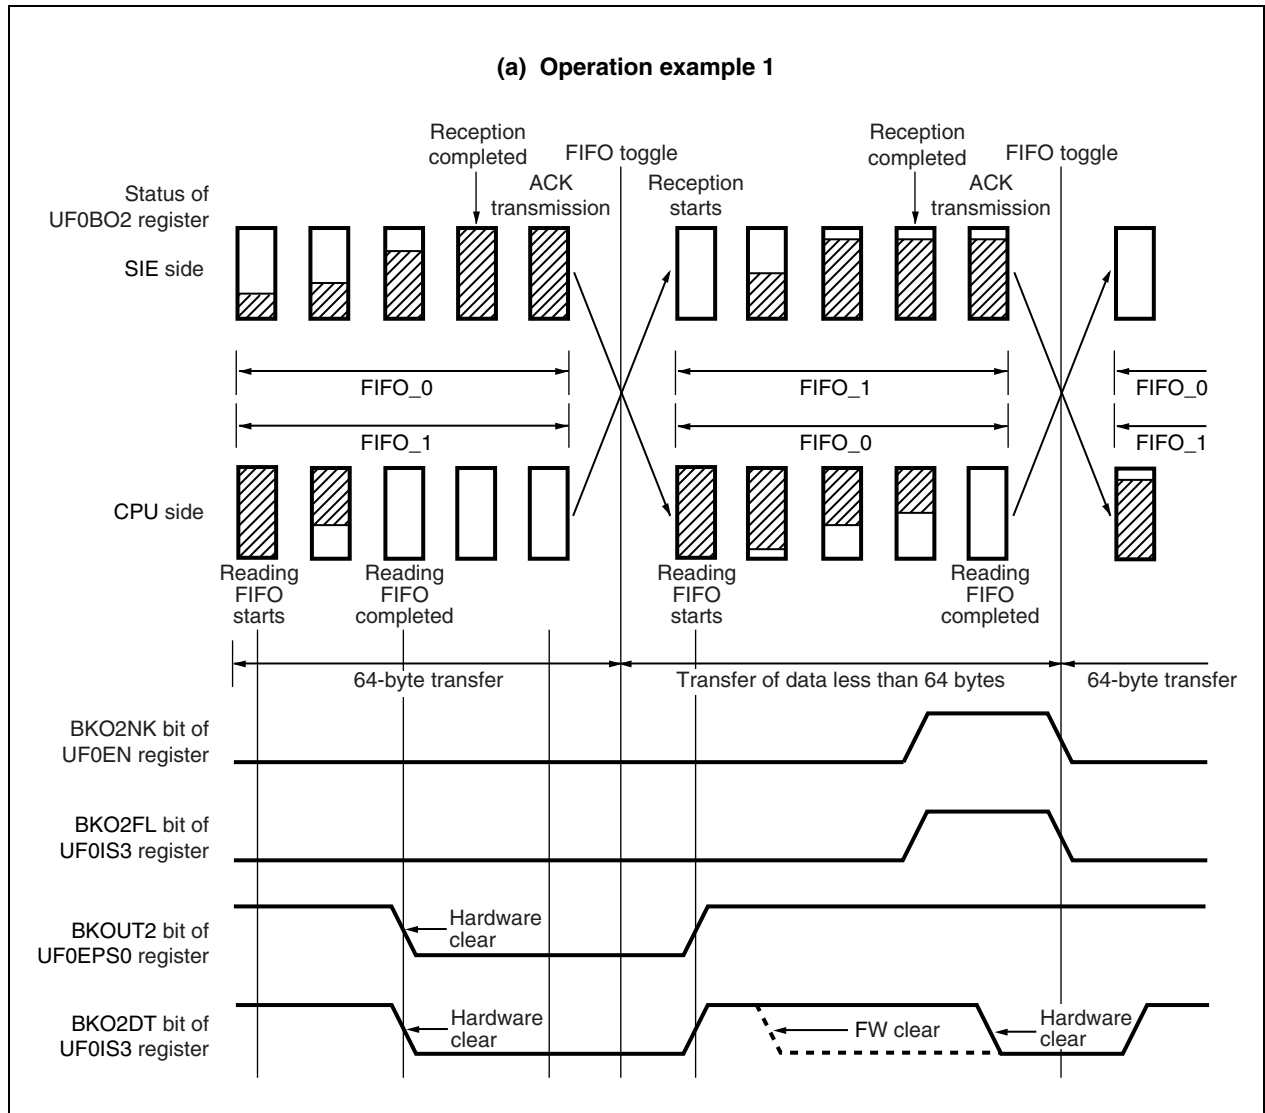 (a) Operation example 1
Reception
completed
FIFO toggle
Reception
completed
FIFO toggle
Status of
UF0BO2 register
ACK
transmission
Reception
starts
ACK
transmission
SIE side
FIFO_0
FIFO_1
FIFO_0
FIFO_1
FIFO_0
FIFO_1
CPU side
Reading
FIFO
starts
Reading
FIFO
completed
Reading
FIFO
starts
Reading
FIFO
completed
64-byte transfer
Transfer of data less than 64 bytes
64-byte transfer
BKO2NK bit of
UF0EN register
BKO2FL bit of
UF0IS3 register
BKOUT2 bit of
UF0EPS0 register
Hardware
clear
BKO2DT bit of
UF0IS3 register
Hardware
clear
FW clear
Hardware
clear